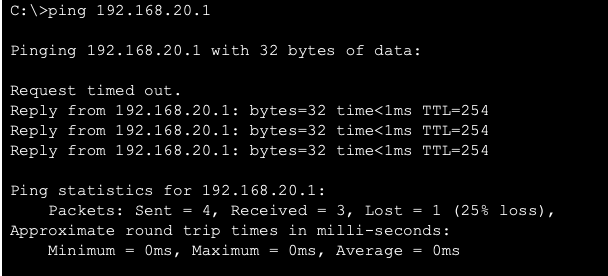 C:\>ping 192.168.20.1
Pinging 192.168.20.1 with 32 bytes of data:
Request timed out.
Reply from 192.168.20.1: bytes=32 time<1ms TTL=254
Reply from 192.168.20.1: bytes=32 time<1ms TTL=254
Reply from 192.168.20.1: bytes=32 time<1ms TTL=254
Ping statistics for 192.168.20.1:
Packets: Sent = 4, Received = 3, Lost = 1 (25% loss),
Approximate round trip times in milli-seconds:
Minimum = 0ms, Maximum = 0ms, Average = 0ms